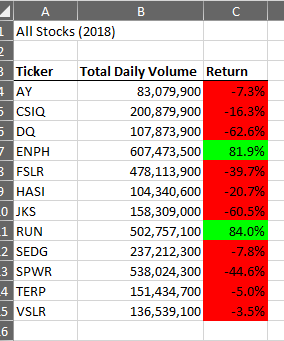 A B C
1 All Stocks (2018)
2
3 Ticker Total Daily Volume Return
4 AY 83,079,900 -7.3%
5 CSIQ 200,879,900 -16.3%
6 DQ 107,873,900 -62.6%
7 ENPH 607,473,500 81.9%
8 FSLR 478,113,900 -39.7%
9 HASI 104,340,600 -20.7%
10 JKS 158,309,000 -60.5%
11 RUN 502,757,100 84.0%
12 SEDG 237,212,300 -7.8%
13 SPWR 538,024,300 -44.6%
14 TERP 151,434,700 -5.0%
15 VSLR 136,539,100 -3.5%
16